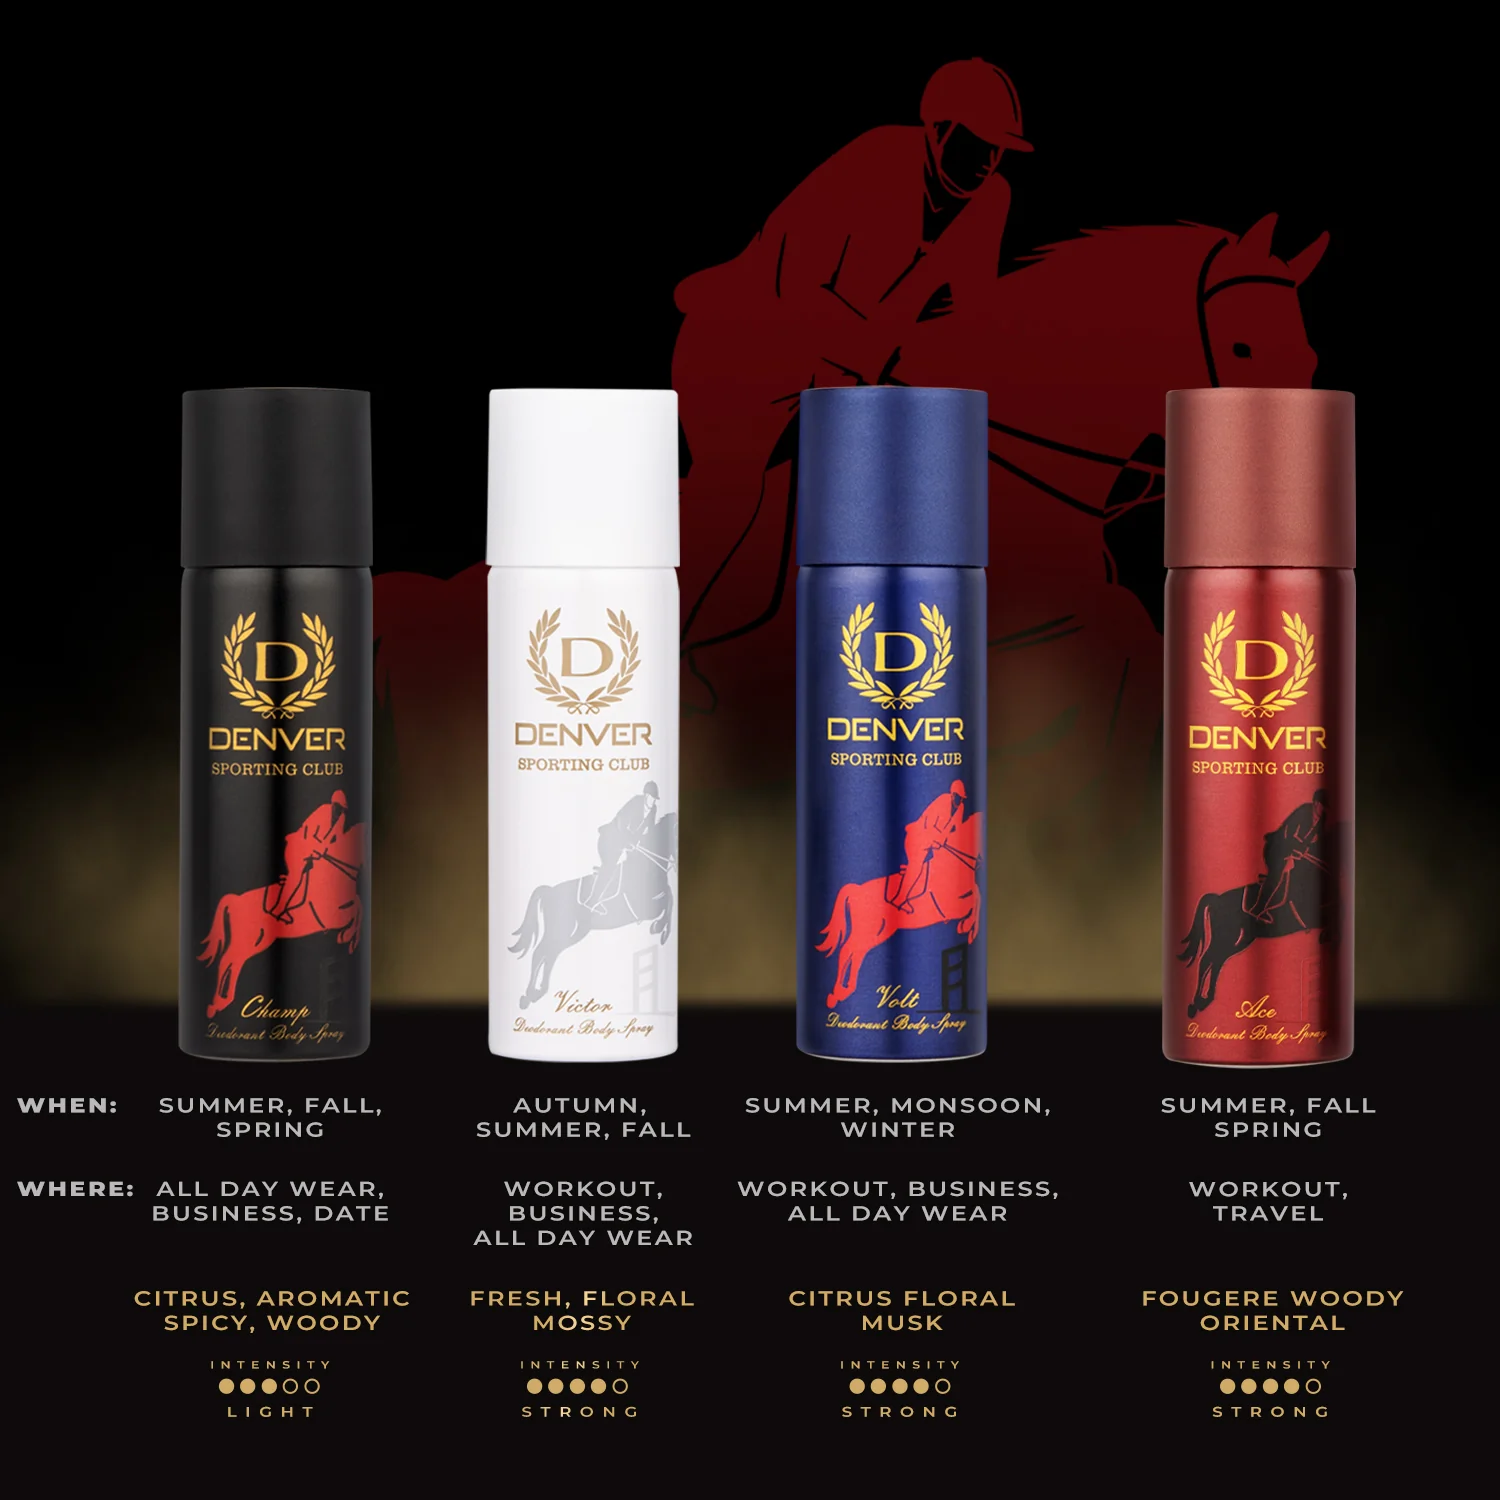 D
DENVER
SPORTING CLUB
Champ
Deodorant Body Spray
D
DENVER
SPORTING CLUB
Victor
Deodorant Body Spray
D
DENVER
SPORTING CLUB
Volt
Deodorant Body Spray
D
DENVER
SPORTING CLUB
Ace
Deodorant Body Spray
WHEN:
SUMMER, FALL,
SPRING
AUTUMN,
SUMMER, FALL
SUMMER, MONSOON,
WINTER
SUMMER, FALL
SPRING
WHERE:
ALL DAY WEAR,
BUSINESS, DATE
WORKOUT,
BUSINESS,
ALL DAY WEAR
WORKOUT, BUSINESS,
ALL DAY WEAR
WORKOUT,
TRAVEL
CITRUS, AROMATIC
SPICY, WOODY
FRESH, FLORAL
MOSSY
CITRUS FLORAL
MUSK
FOUGERE WOODY
ORIENTAL
INTENSITY
LIGHT
INTENSITY
STRONG
INTENSITY
STRONG
INTENSITY
STRONG